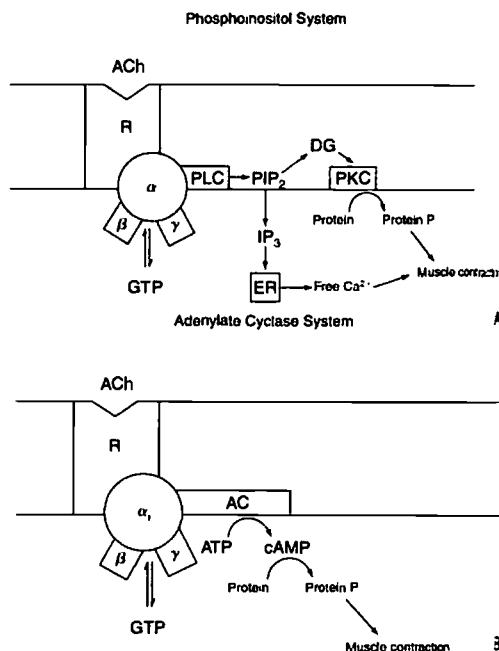 Phosphoinositol System
ACh
R
DG
α PLC PIP₂ PKC
β γ Protein Protein P
IP₃
GTP ER Free Ca²⁺ Muscle contraction
Adenylate Cyclase System
ACh
R
AC
αᵢ
β γ ATP cAMP
Protein Protein P
GTP
Muscle contraction